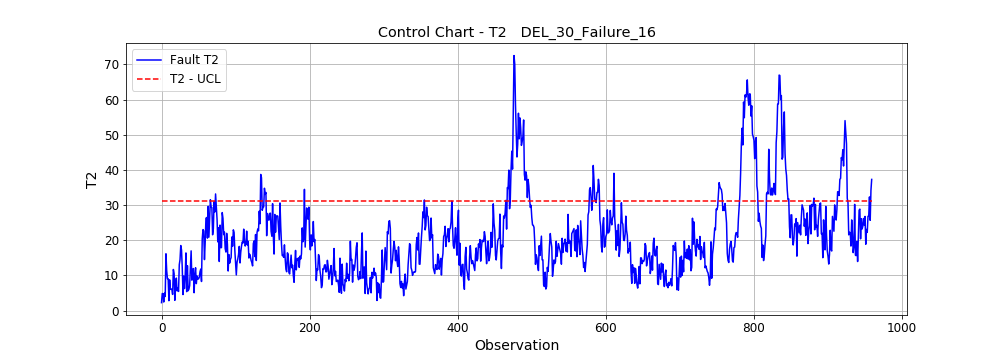 Control Chart - T2   DEL_30_Failure_16
Fault T2
T2 - UCL
T2
70
60
50
40
30
20
10
0
0 200 400 600 800 1000
Observation